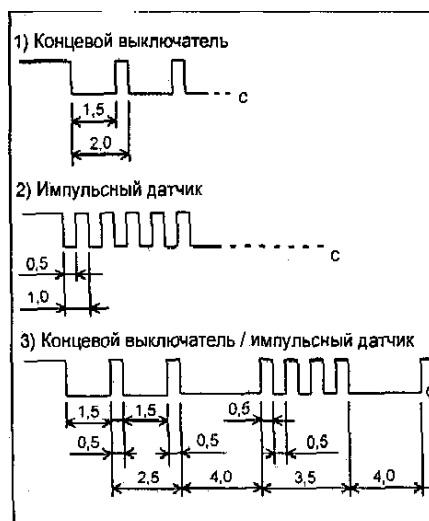 1) Концевой выключатель
с
1,5
2,0
2) Импульсный датчик
с
0,5
1,0
3) Концевой выключатель / импульсный датчик
с
1,5 1,5 0,5
0,5 0,5 0,5
2,5 4,0 3,5 4,0